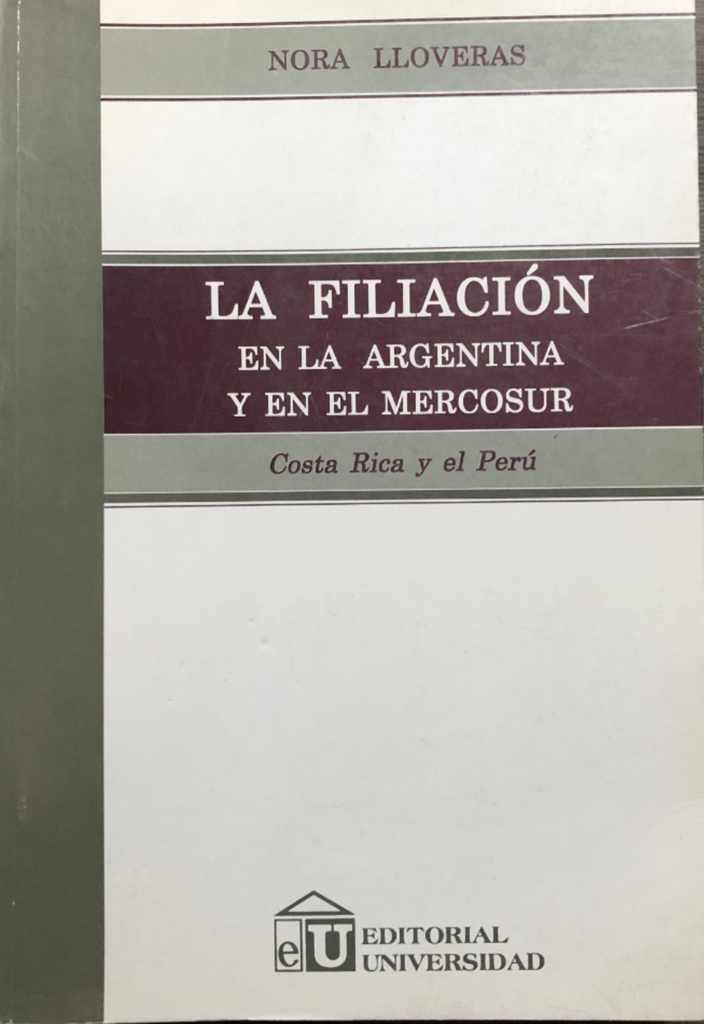 NORA LLOVERAS
LA FILIACIÓN
EN LA ARGENTINA
Y EN EL MERCOSUR
Costa Rica y el Perú
eU EDITORIAL
UNIVERSIDAD